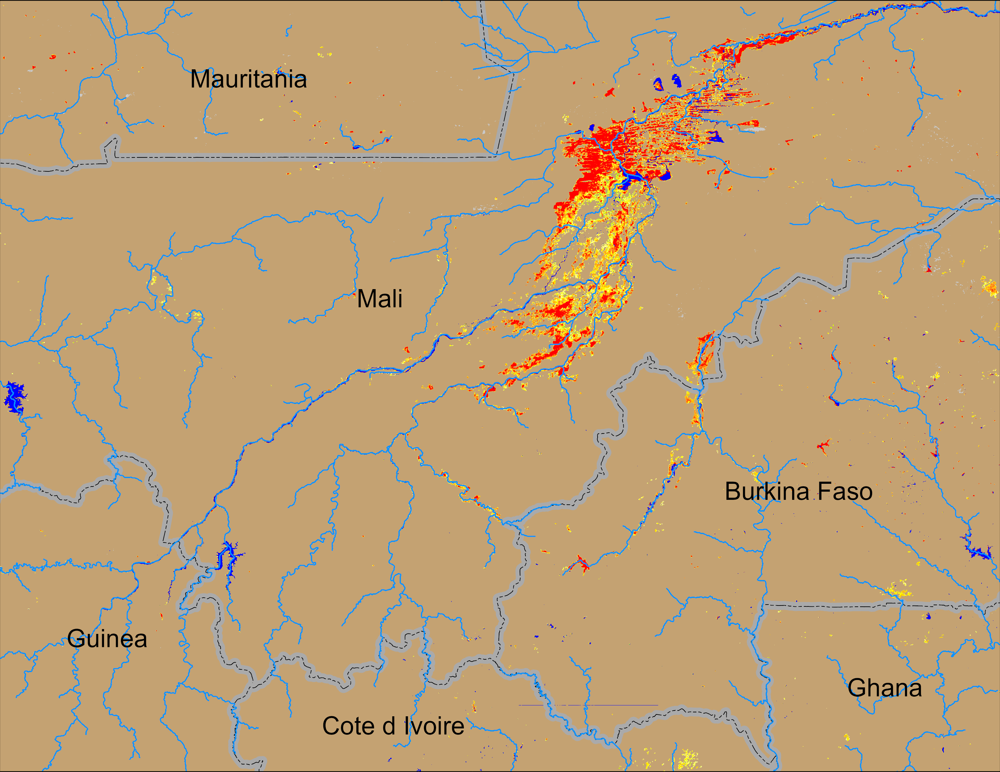 Mauritania
Mali
Burkina Faso
Guinea
Ghana
Cote d Ivoire